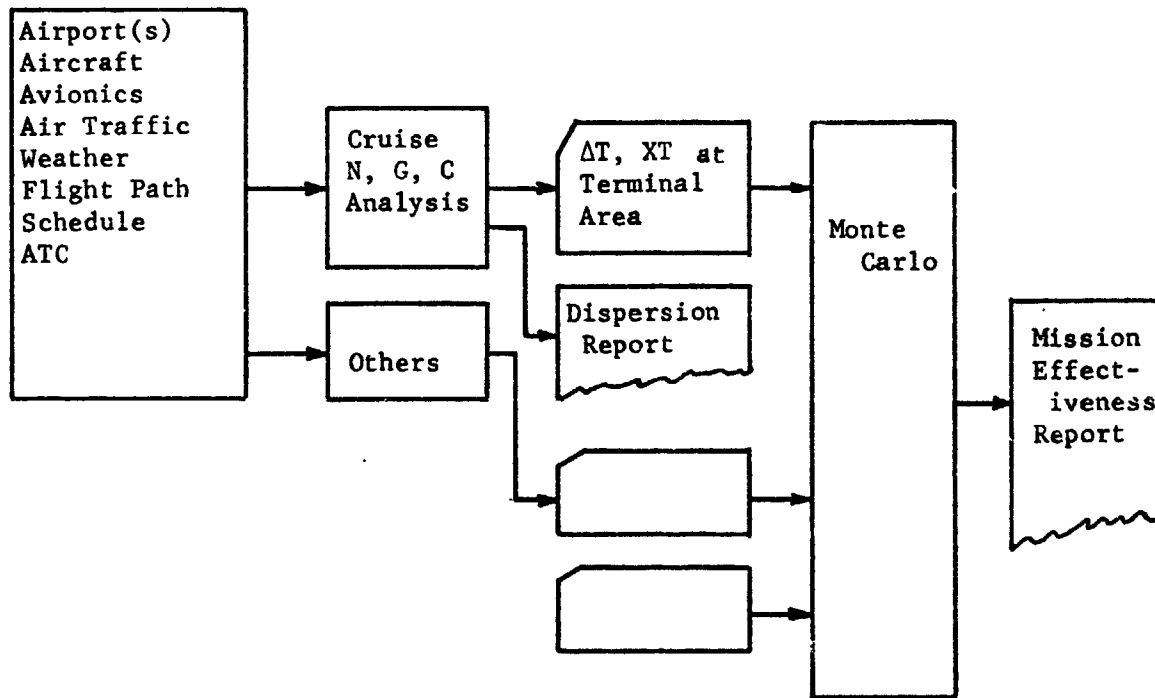 Airport(s)
Aircraft
Avionics
Air Traffic
Weather
Flight Path
Schedule
ATC
Cruise
N, G, C
Analysis
Others
ΔT, XT at
Terminal
Area
Dispersion
Report
Monte
Carlo
Mission
Effect-
iveness
Report